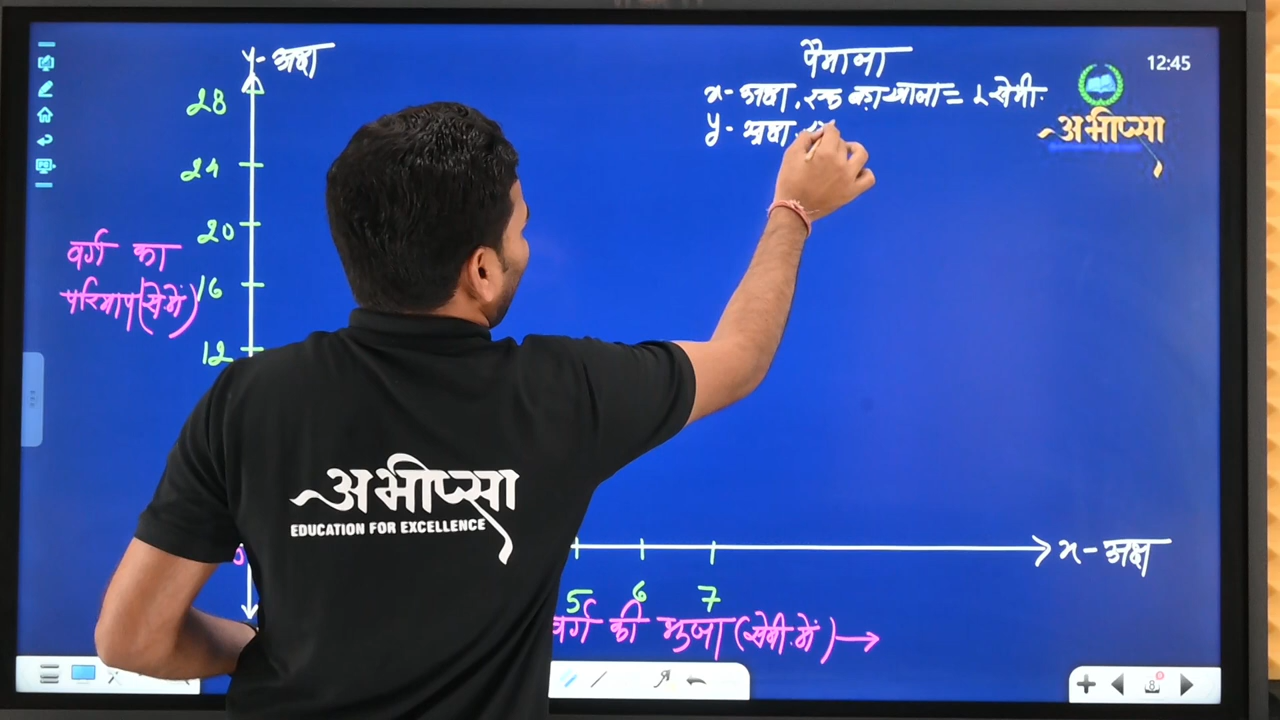 y- अक्ष
28
24
20
16
12
वर्ग का
परिमाप(सेमी)
पैमाना
x- अक्ष, एक का खाना = 1 सेमी.
y- अक्ष
12:45
अभीप्सा
अभीप्सा
EDUCATION FOR EXCELLENCE
x - अक्ष
5 6 7
वर्ग की भुजा (सेमी. में) →
8